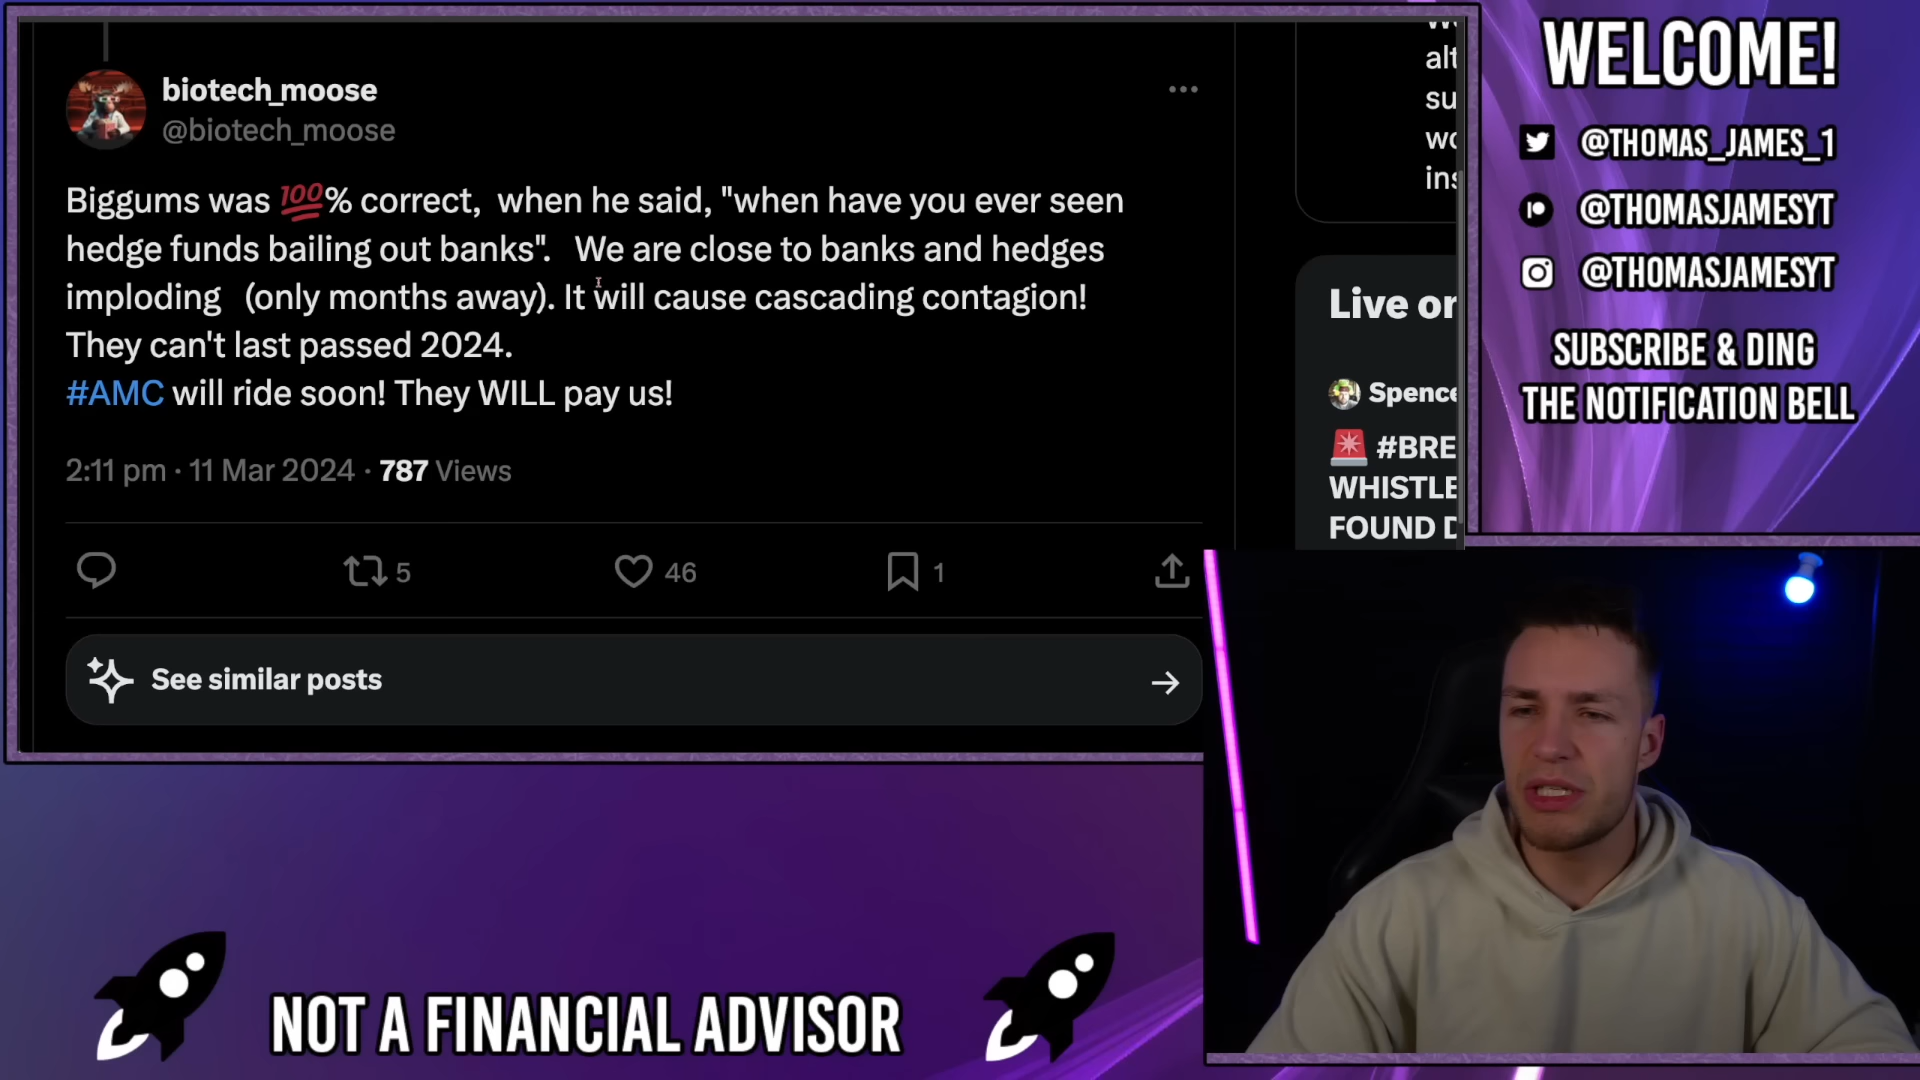 biotech_moose
@biotech_moose
Biggums was 💯% correct, when he said, "when have you ever seen
hedge funds bailing out banks". We are close to banks and hedges
imploding (only months away). It will cause cascading contagion!
They can't last passed 2024.
#AMC will ride soon! They WILL pay us!
2:11 pm · 11 Mar 2024 · 787 Views
5
46
1
See similar posts
alt
su
ins
Live or
Spence
🚨 #BRE
WHISTLE
FOUND
WELCOME!
@THOMAS_JAMES_1
@THOMASJAMESYT
@THOMASJAMESYT
SUBSCRIBE & DING
THE NOTIFICATION BELL
NOT A FINANCIAL ADVISOR